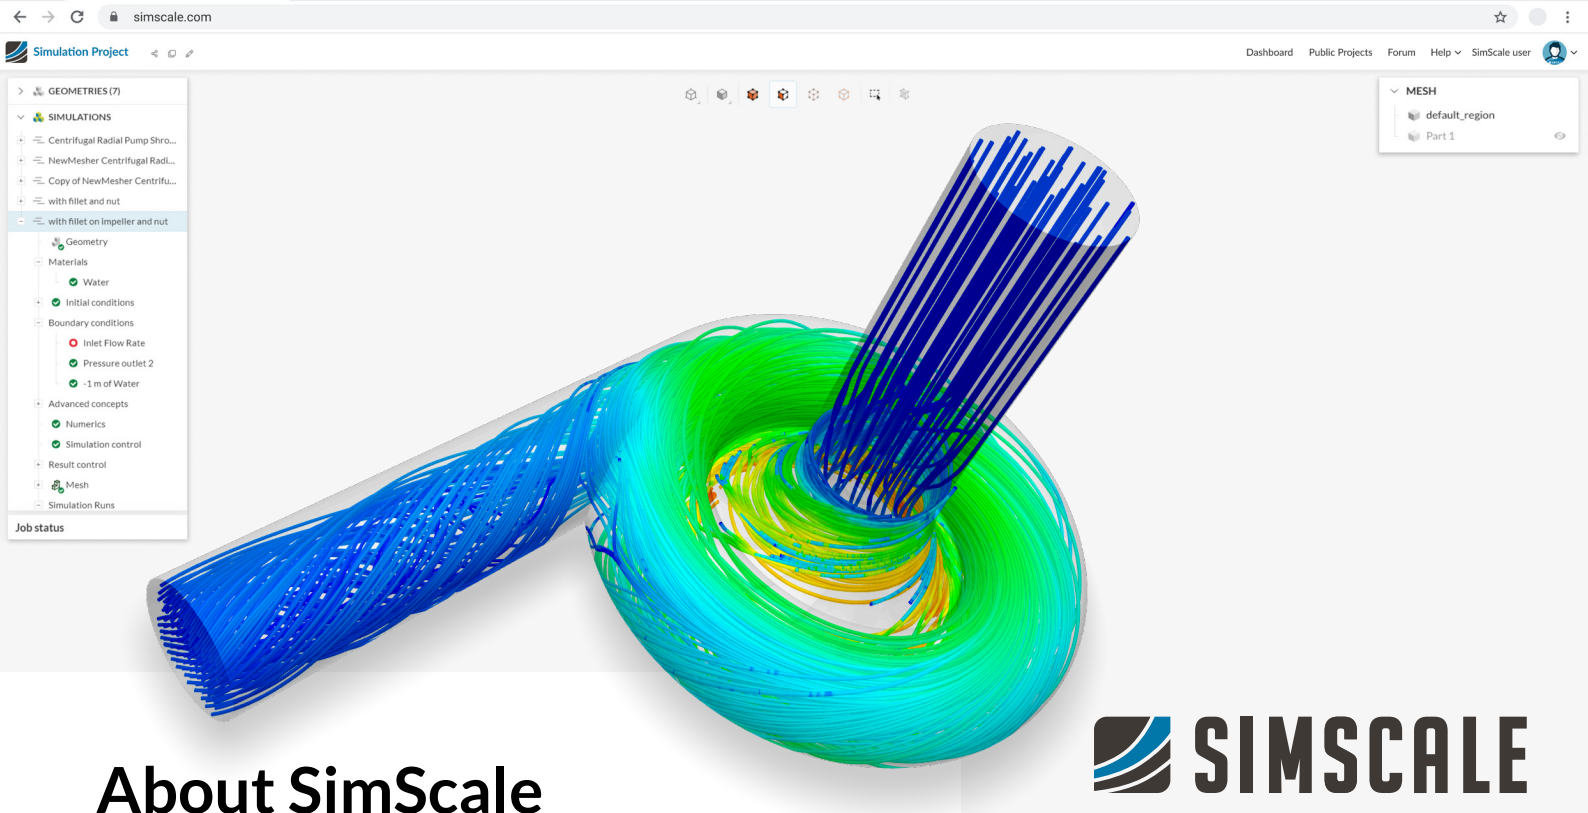 simscale.com
Simulation Project
Dashboard Public Projects Forum Help SimScale user
GEOMETRIES (7)
SIMULATIONS
Centrifugal Radial Pump Shro...
NewMesher Centrifugal Radi...
Copy of NewMesher Centrifu...
with fillet and nut
with fillet on impeller and nut
Geometry
Materials
Water
Initial conditions
Boundary conditions
Inlet Flow Rate
Pressure outlet 2
-1 m of Water
Advanced concepts
Numerics
Simulation control
Result control
Mesh
Simulation Runs
Job status
MESH
default_region
Part 1
SIMSCALE
About SimScale